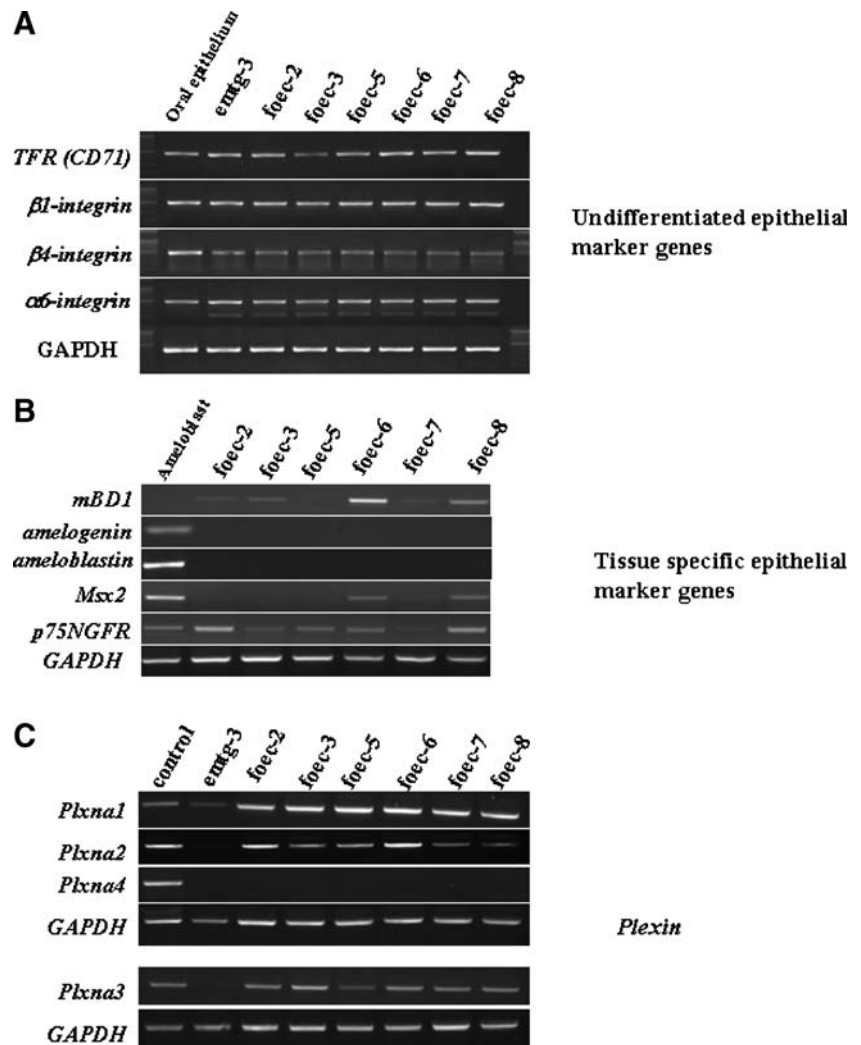 A
Oral epithelium emtg-3 foec-2 foec-3 foec-5 foec-6 foec-7 foec-8
TFR (CD71)
β1-integrin
β4-integrin
α6-integrin
GAPDH
Undifferentiated epithelial
marker genes
B
Ameloblast foec-2 foec-3 foec-5 foec-6 foec-7 foec-8
mBD1
amelogenin
ameloblastin
Msx2
p75NGFR
GAPDH
Tissue specific epithelial
marker genes
C
control emtg-3 foec-2 foec-3 foec-5 foec-6 foec-7 foec-8
Plxna1
Plxna2
Plxna4
GAPDH
Plexin
Plxna3
GAPDH